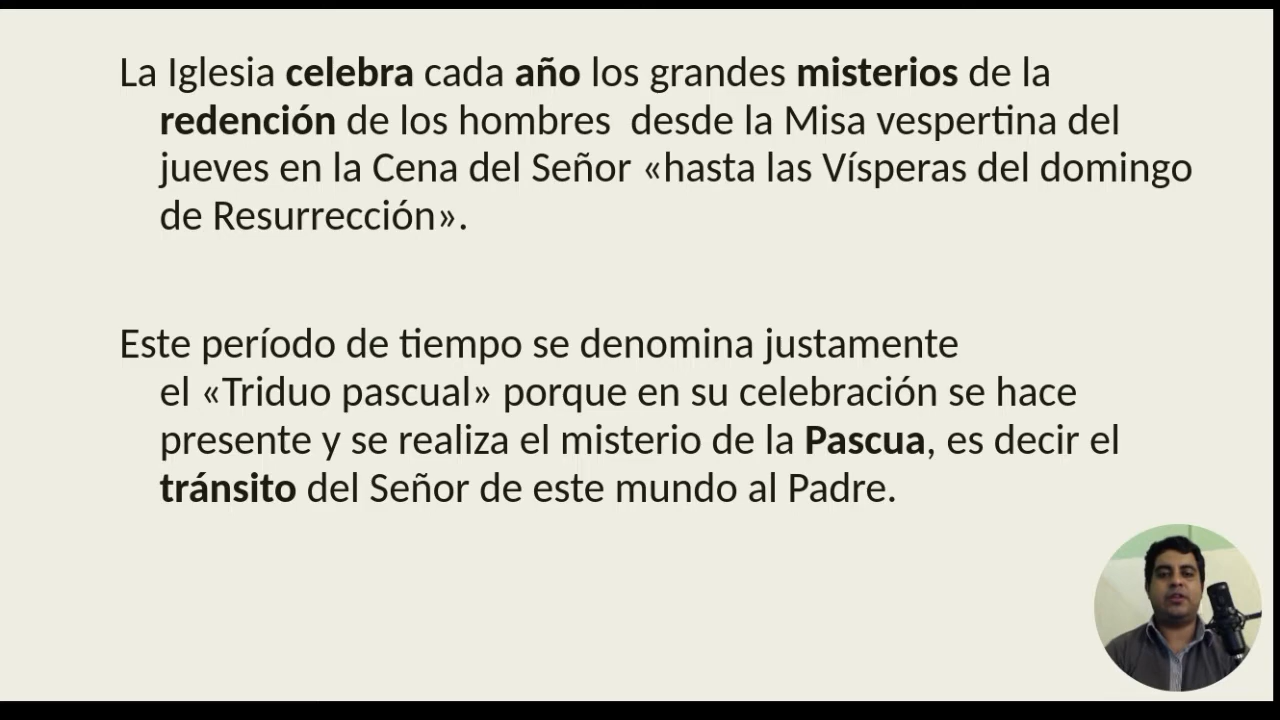 La Iglesia celebra cada año los grandes misterios de la
redención de los hombres  desde la Misa vespertina del
jueves en la Cena del Señor «hasta las Vísperas del domingo
de Resurrección».
Este período de tiempo se denomina justamente
el «Triduo pascual» porque en su celebración se hace
presente y se realiza el misterio de la Pascua, es decir el
tránsito del Señor de este mundo al Padre.